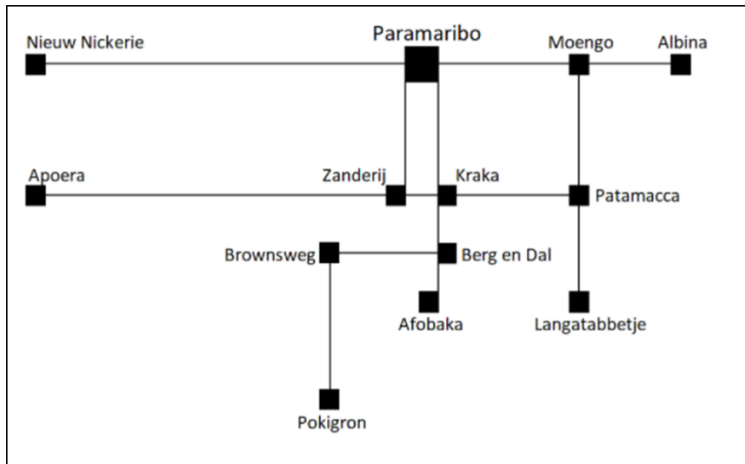 Paramaribo
Nieuw Nickerie
Moengo
Albina
Apoera
Zanderij
Kraka
Patamacca
Brownsweg
Berg en Dal
Afobaka
Langatabbetje
Pokigron